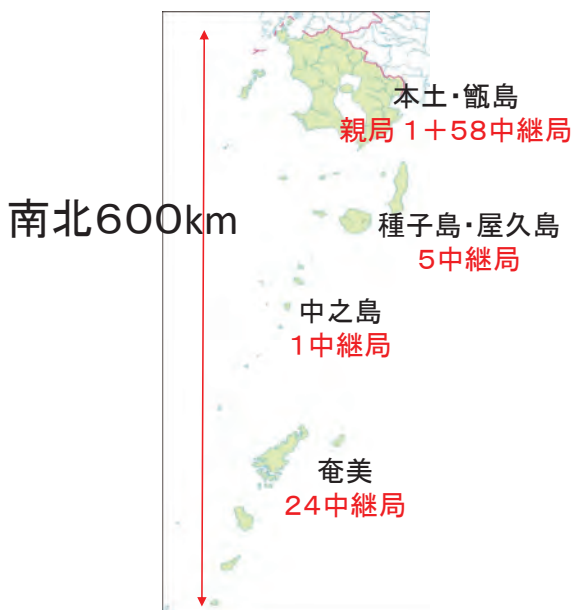 本土・甑島
親局 1+58中継局
南北600km
種子島・屋久島
5中継局
中之島
1中継局
奄美
24中継局